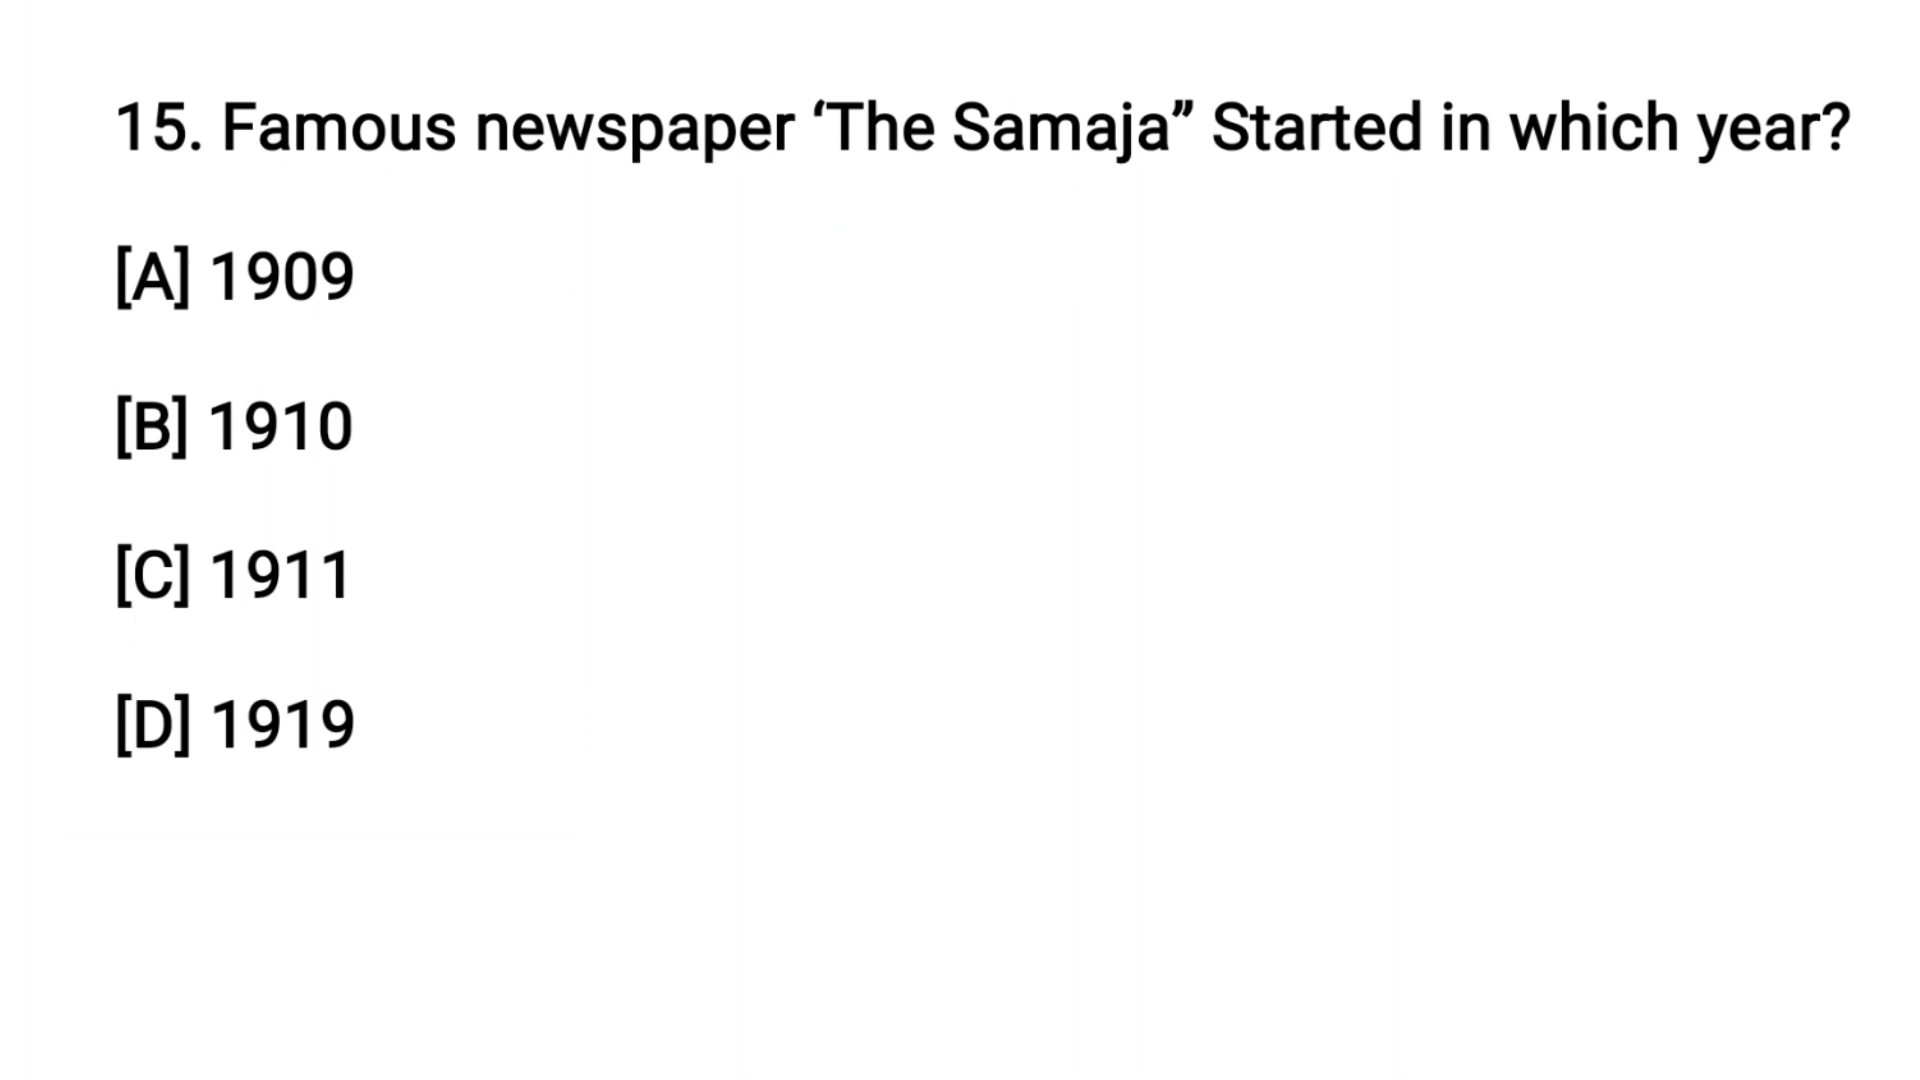 15. Famous newspaper ‘The Samaja” Started in which year?
[A] 1909
[B] 1910
[C] 1911
[D] 1919